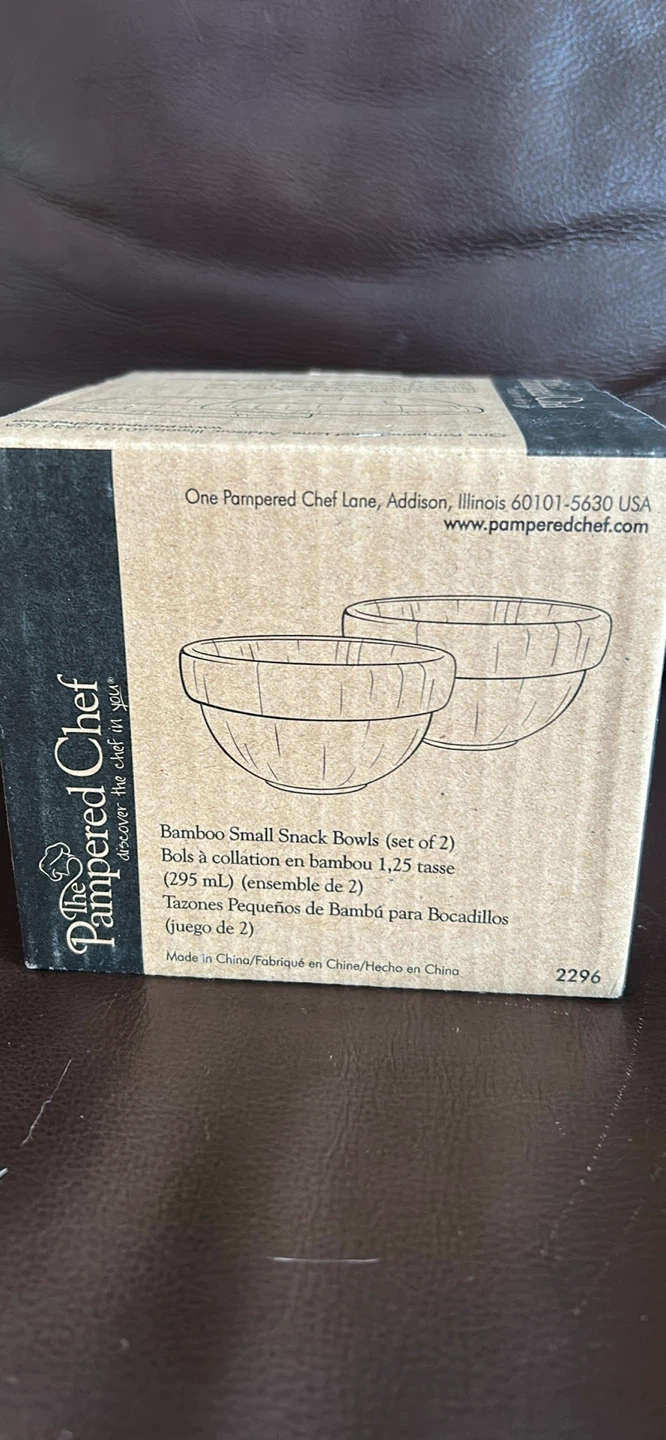 One Pampered Chef Lane, Addison, Illinois 60101-5630 USA
www.pamperedchef.com
The
Pampered Chef
discover the chef in you®
Bamboo Small Snack Bowls (set of 2)
Bols à collation en bambou 1,25 tasse
(295 mL) (ensemble de 2)
Tazones Pequeños de Bambú para Bocadillos
(juego de 2)
Made in China/Fabriqué en Chine/Hecho en China
2296